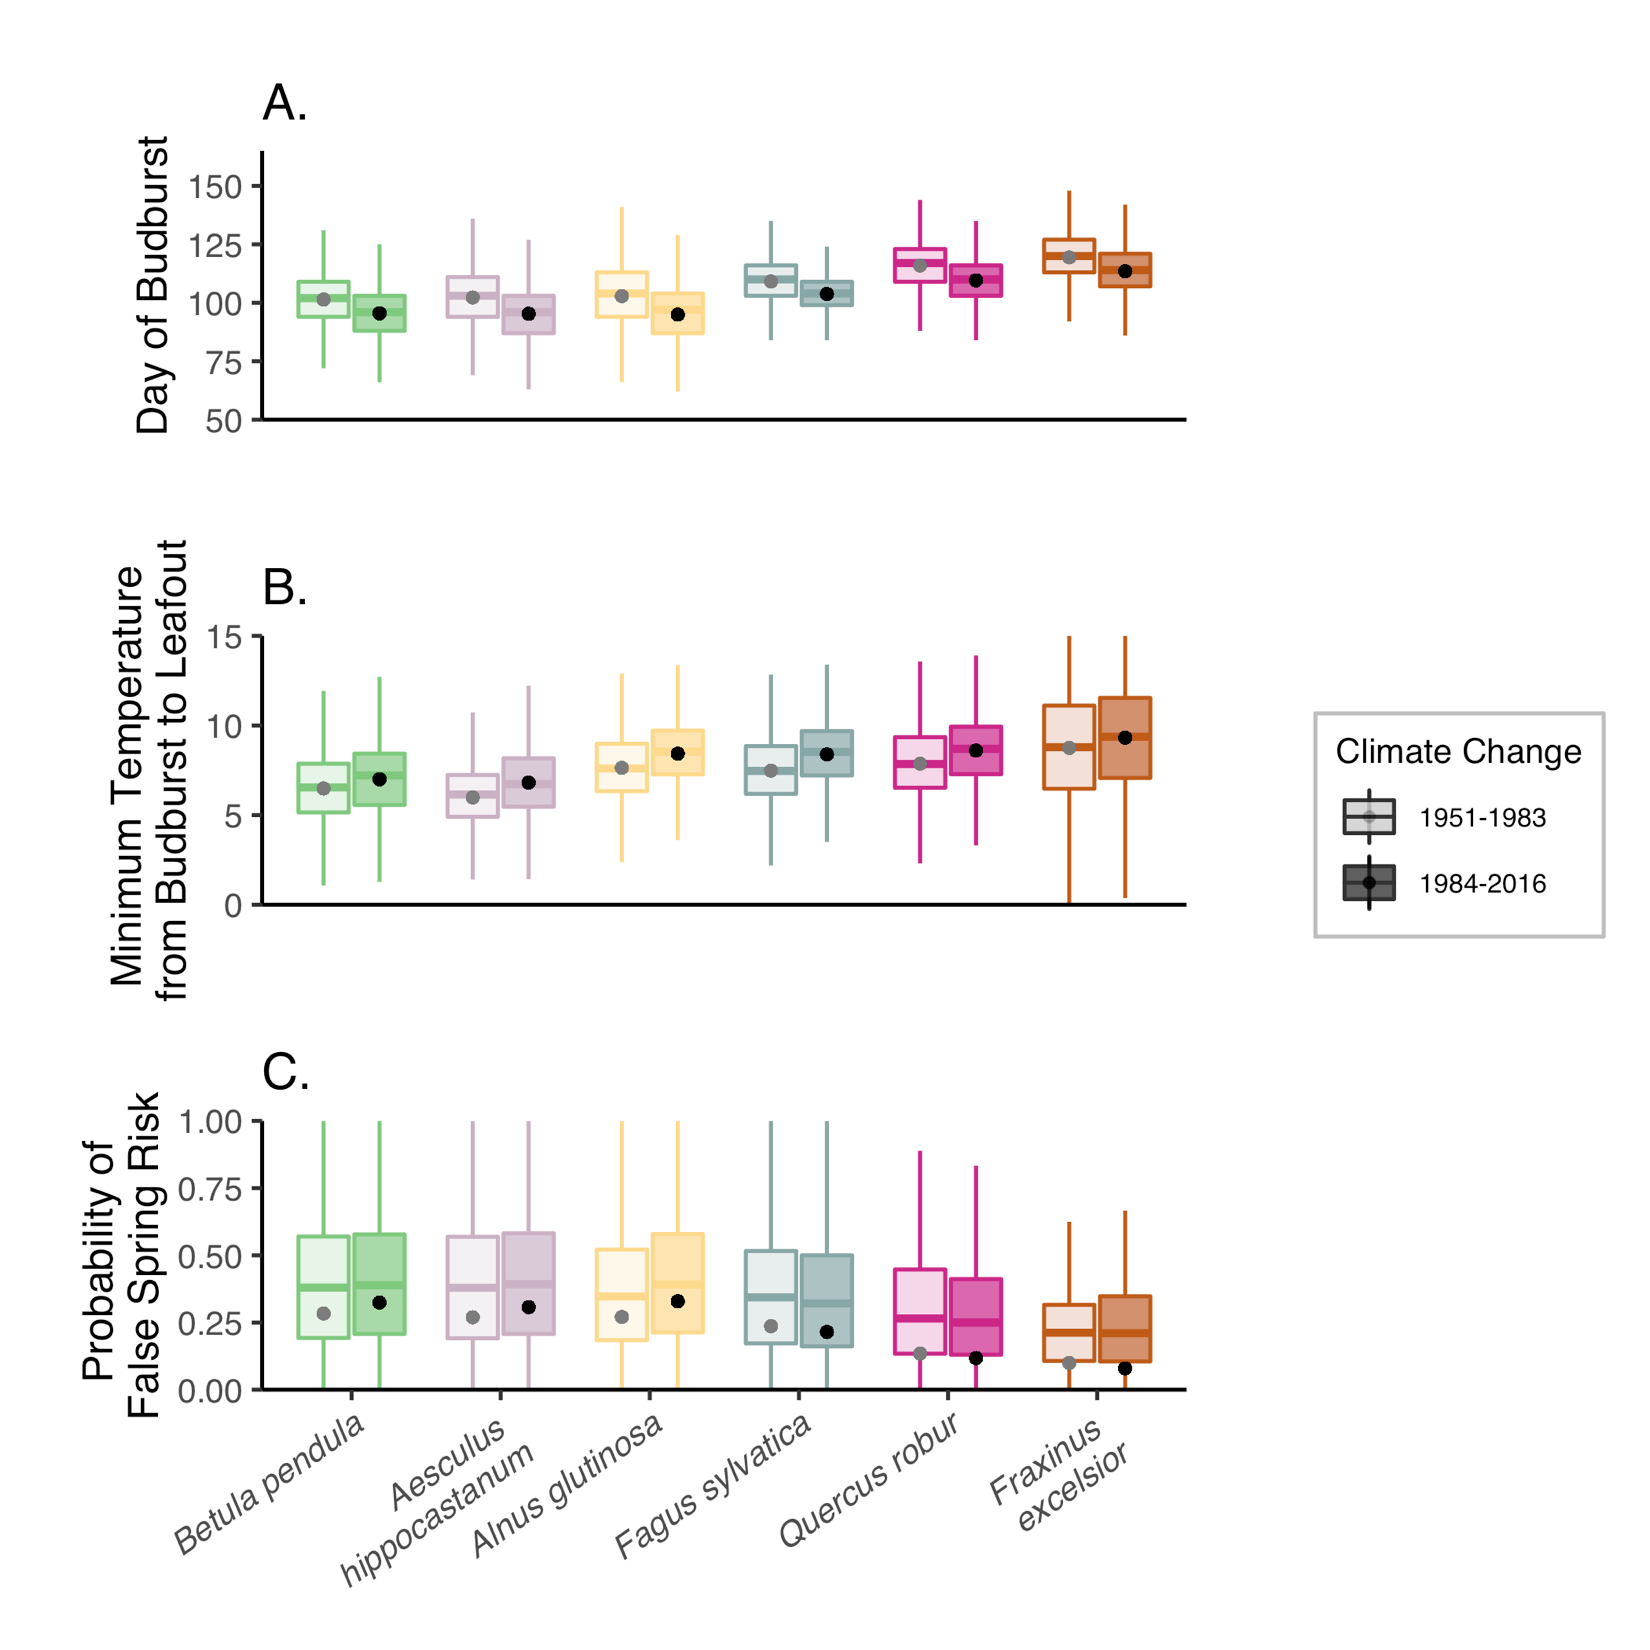 A.
Day of Budburst
150
125
100
75
50
B.
Minimum Temperature
from Budburst to Leafout
15
10
5
0
Climate Change
1951-1983
1984-2016
C.
Probability of
False Spring Risk
1.00
0.75
0.50
0.25
0.00
Betula pendula
Aesculus
hippocastanum
Alnus glutinosa
Fagus sylvatica
Quercus robur
Fraxinus
excelsior